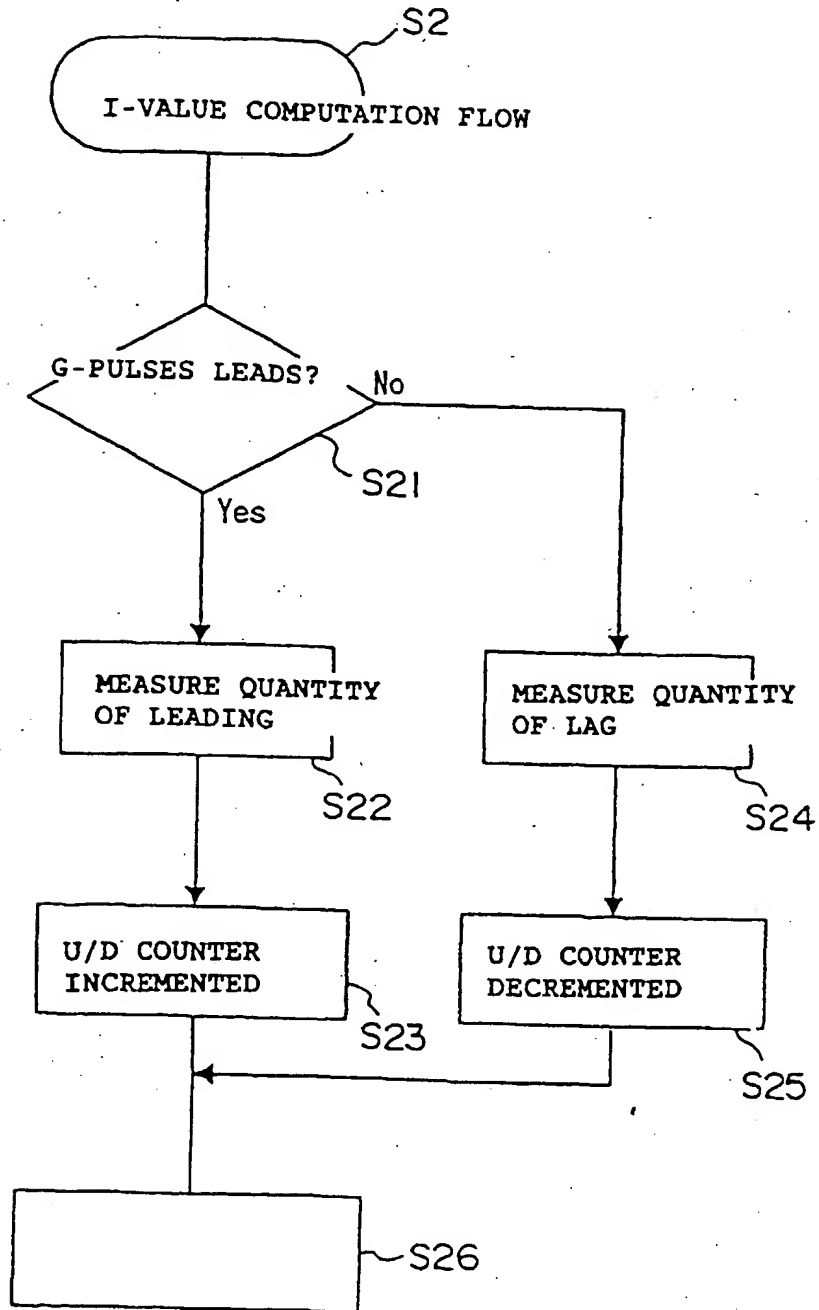 S2
I-VALUE COMPUTATION FLOW
G-PULSES LEADS?
No
S21
Yes
MEASURE QUANTITY
OF LEADING
S22
MEASURE QUANTITY
OF LAG
S24
U/D COUNTER
INCREMENTED
S23
U/D COUNTER
DECREMENTED
S25
S26